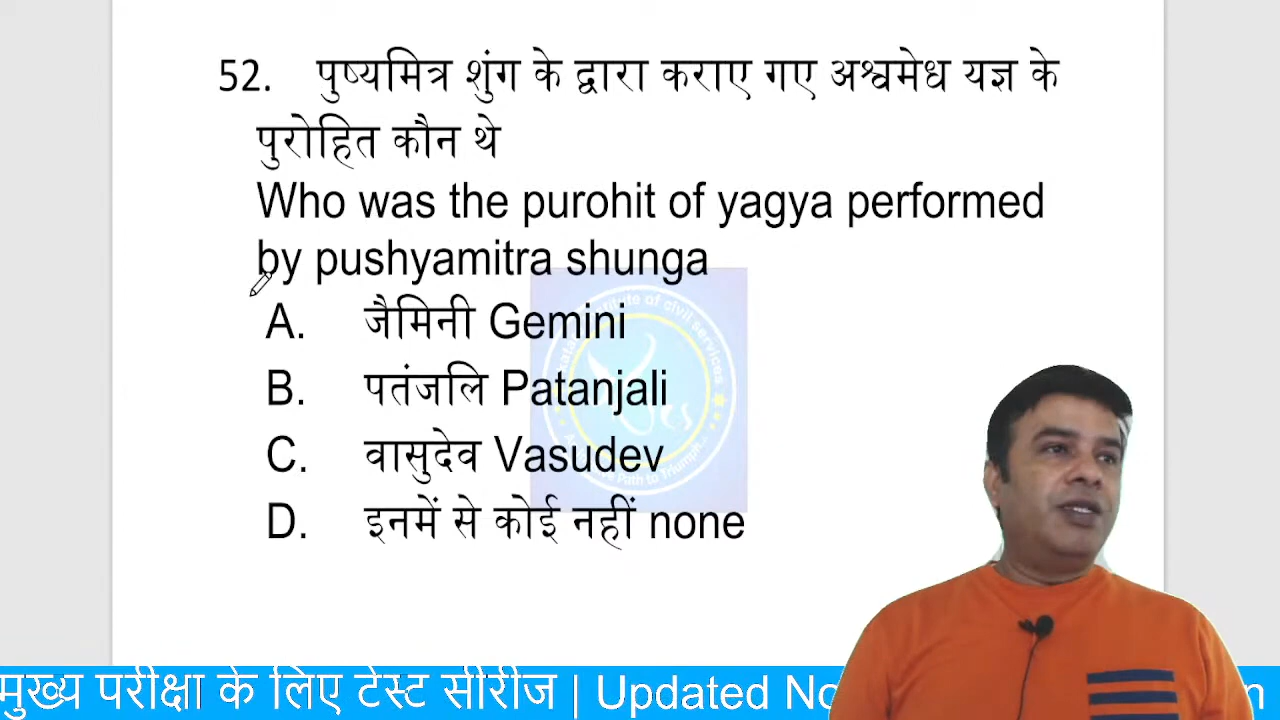 52. पुष्यमित्र शुंग के द्वारा कराए गए अश्वमेध यज्ञ के
पुरोहित कौन थे
Who was the purohit of yagya performed
by pushyamitra shunga
A. जैमिनी Gemini
B. पतंजलि Patanjali
C. वासुदेव Vasudev
D. इनमें से कोई नहीं none
मुख्य परीक्षा के लिए टेस्ट सीरीज | Updated No